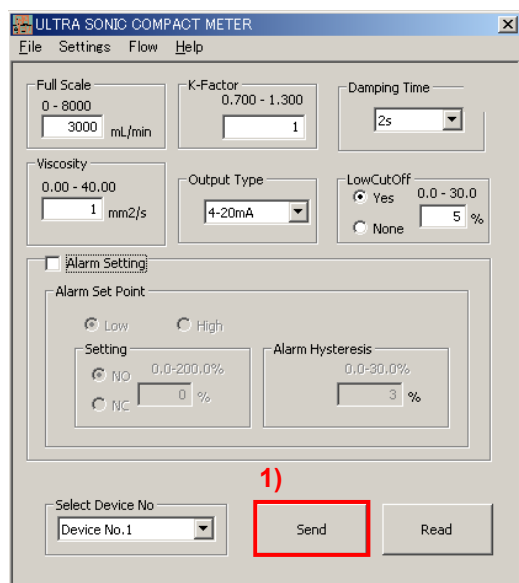 ULTRA SONIC COMPACT METER
File Settings Flow Help
Full Scale
0 - 8000
3000 mL/min
K-Factor
0.700 - 1.300
1
Damping Time
2s
Viscosity
0.00 - 40.00
1 mm2/s
Output Type
4-20mA
LowCutOff
Yes 0.0 - 30.0
5 %
None
Alarm Setting
Alarm Set Point
Low High
Setting
NO 0.0-200.0%
0 %
NC
Alarm Hysteresis
0.0-30.0%
3 %
1)
Select Device No
Device No.1
Send
Read